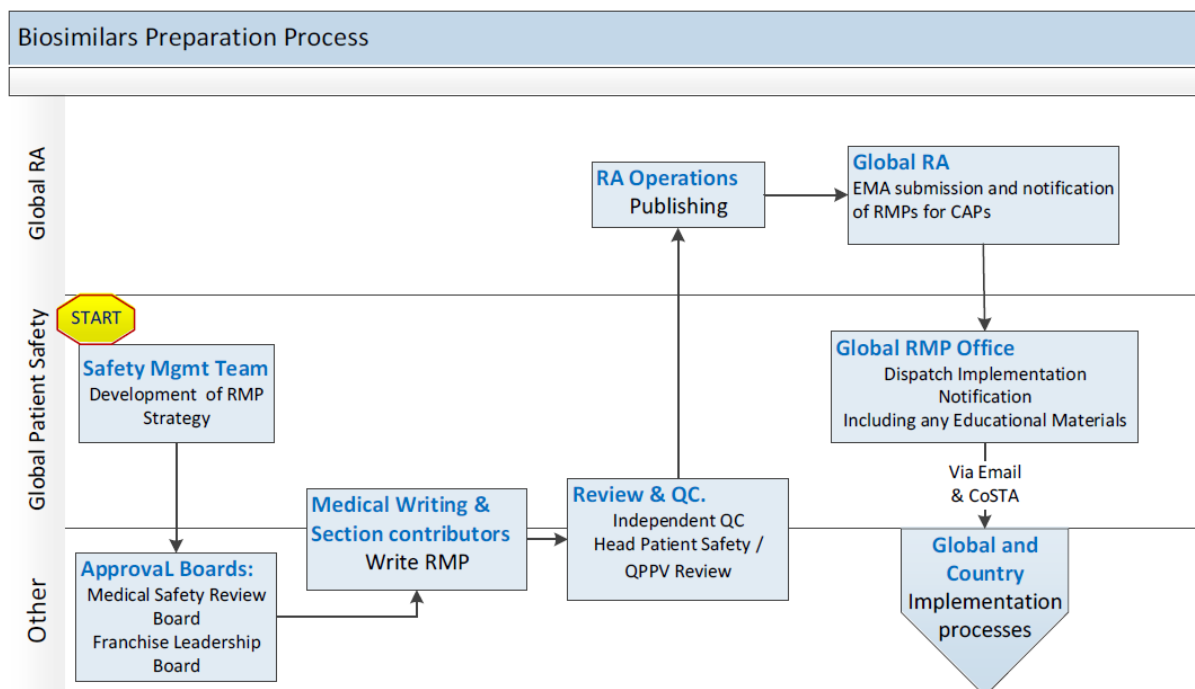 Biosimilars Preparation Process
Global RA
RA Operations
Publishing
Global RA
EMA submission and notification
of RMPs for CAPs
Global Patient Safety
START
Safety Mgmt Team
Development of RMP
Strategy
Global RMP Office
Dispatch Implementation
Notification
Including any Educational Materials
Via Email
& CoSTA
Medical Writing &
Section contributors
Write RMP
Review & QC.
Independent QC
Head Patient Safety /
QPPV Review
Other
ApprovaL Boards:
Medical Safety Review
Board
Franchise Leadership
Board
Global and
Country
Implementation
processes